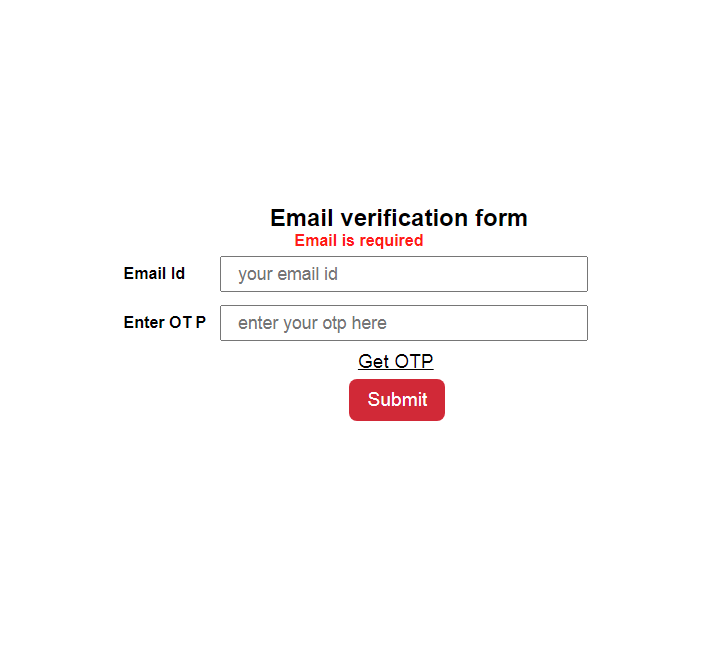 Email verification form
Email is required
Email Id your email id
Enter OTP enter your otp here
Get OTP
Submit